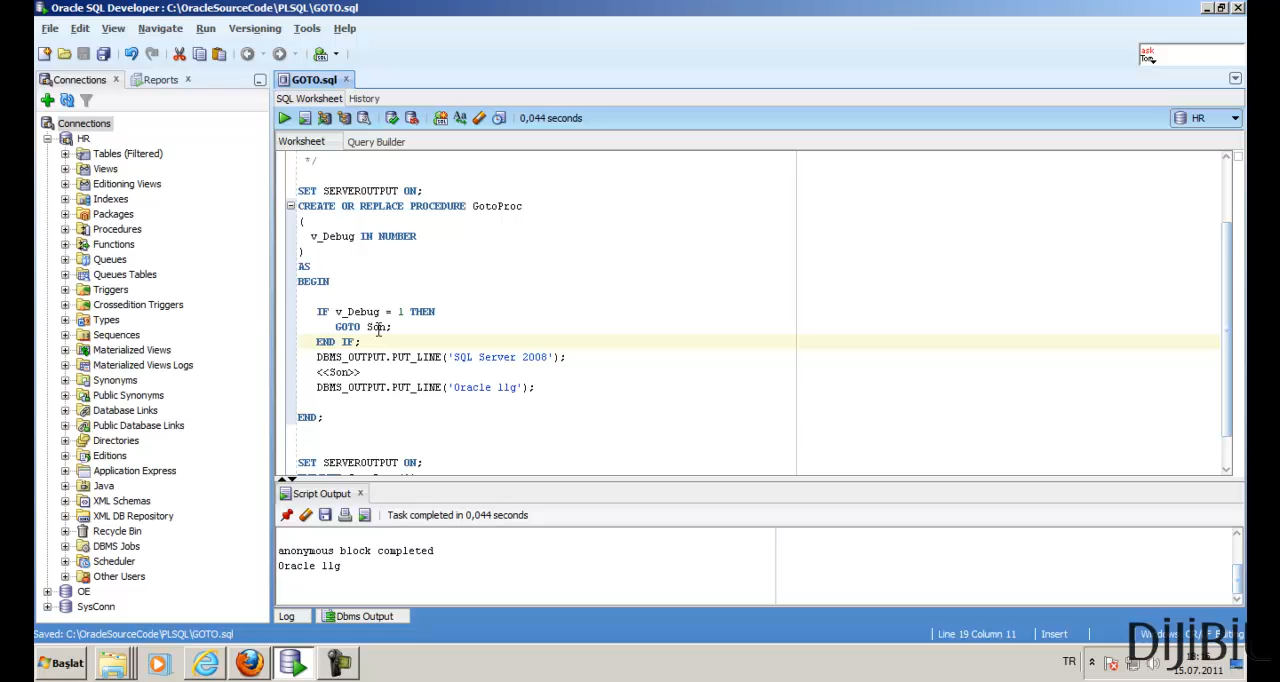 Oracle SQL Developer : C:\OracleSourceCode\PLSQL\GOTO.sql
File Edit View Navigate Run Versioning Tools Help
ask
Tom
Connections Reports GOTO.sql
SQL Worksheet History
0,044 seconds HR
Worksheet Query Builder
Connections
HR
Tables (Filtered)
Views
Editioning Views
Indexes
Packages
Procedures
Functions
Queues
Queues Tables
Triggers
Crossedition Triggers
Types
Sequences
Materialized Views
Materialized Views Logs
Synonyms
Public Synonyms
Database Links
Public Database Links
Directories
Editions
Application Express
Java
XML Schemas
XML DB Repository
Recycle Bin
DBMS Jobs
Scheduler
Other Users
OE
SysConn
*/
SET SERVEROUTPUT ON;
CREATE OR REPLACE PROCEDURE GotoProc
(
v_Debug IN NUMBER
)
AS
BEGIN
IF v_Debug = 1 THEN
GOTO Son;
END IF;
DBMS_OUTPUT.PUT_LINE('SQL Server 2008');
<<Son>>
DBMS_OUTPUT.PUT_LINE('Oracle 11g');
END;
SET SERVEROUTPUT ON;
Script Output
Task completed in 0,044 seconds
anonymous block completed
Oracle 11g
Log Dbms Output
Saved: C:\OracleSourceCode\PLSQL\GOTO.sql
Line 19 Column 11 Insert
DİJİBİL
Başlat
TR
15.07.2011